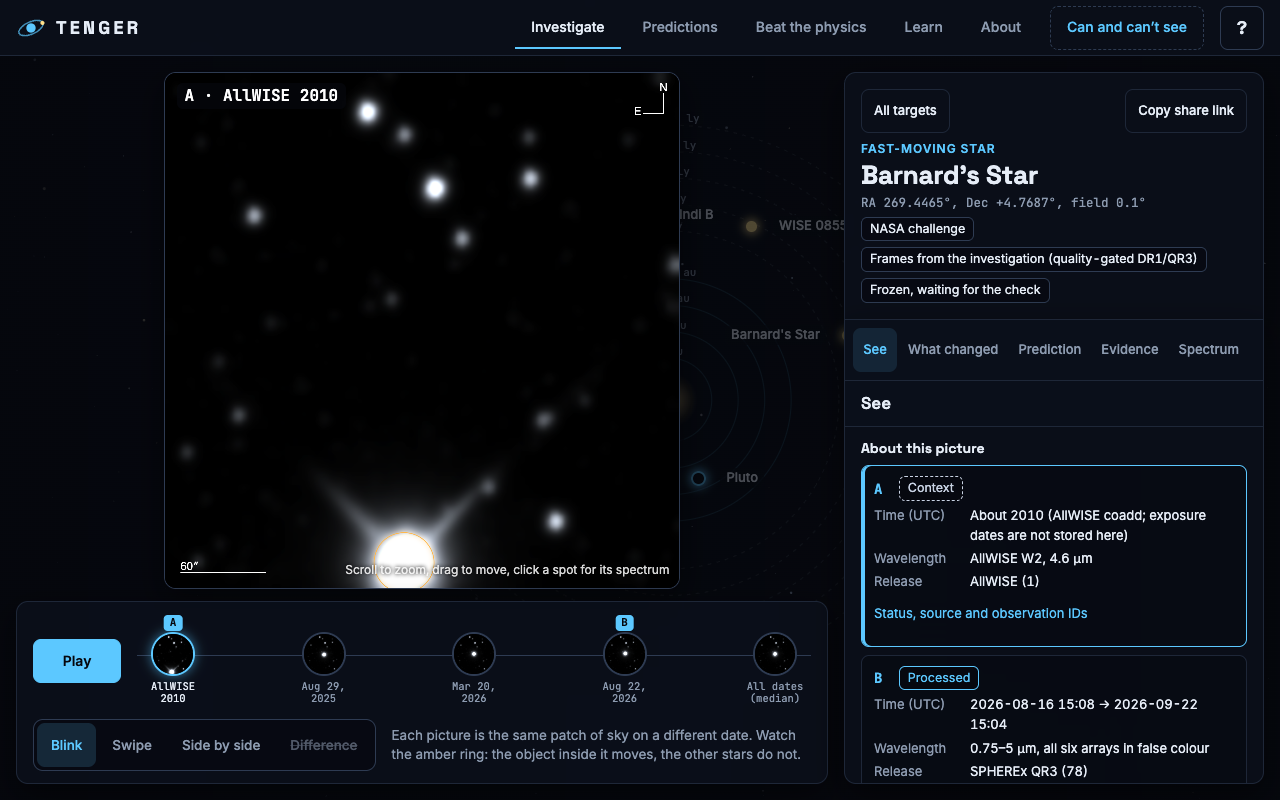 TENGER
Investigate
Predictions
Beat the physics
Learn
About
Can and can't see
?
A · AllWISE 2010
N
E
60″
Scroll to zoom, drag to move, click a spot for its spectrum
ly
ly
ly
y
Indi B
WISE 0855
au
au
u
u
Barnard's Star
Pluto
Play
A
B
AllWISE
2010
Aug 29,
2025
Mar 20,
2026
Aug 22,
2026
All dates
(median)
Blink
Swipe
Side by side
Difference
Each picture is the same patch of sky on a different date. Watch
the amber ring: the object inside it moves, the other stars do not.
All targets
Copy share link
FAST-MOVING STAR
Barnard's Star
RA 269.4465°, Dec +4.7687°, field 0.1°
NASA challenge
Frames from the investigation (quality-gated DR1/QR3)
Frozen, waiting for the check
See
What changed
Prediction
Evidence
Spectrum
See
About this picture
A
Context
Time (UTC)
About 2010 (AllWISE coadd; exposure
dates are not stored here)
Wavelength
AllWISE W2, 4.6 µm
Release
AllWISE (1)
Status, source and observation IDs
B
Processed
Time (UTC)
2026-08-16 15:08 → 2026-09-22
15:04
Wavelength
0.75–5 µm, all six arrays in false colour
Release
SPHEREx QR3 (78)